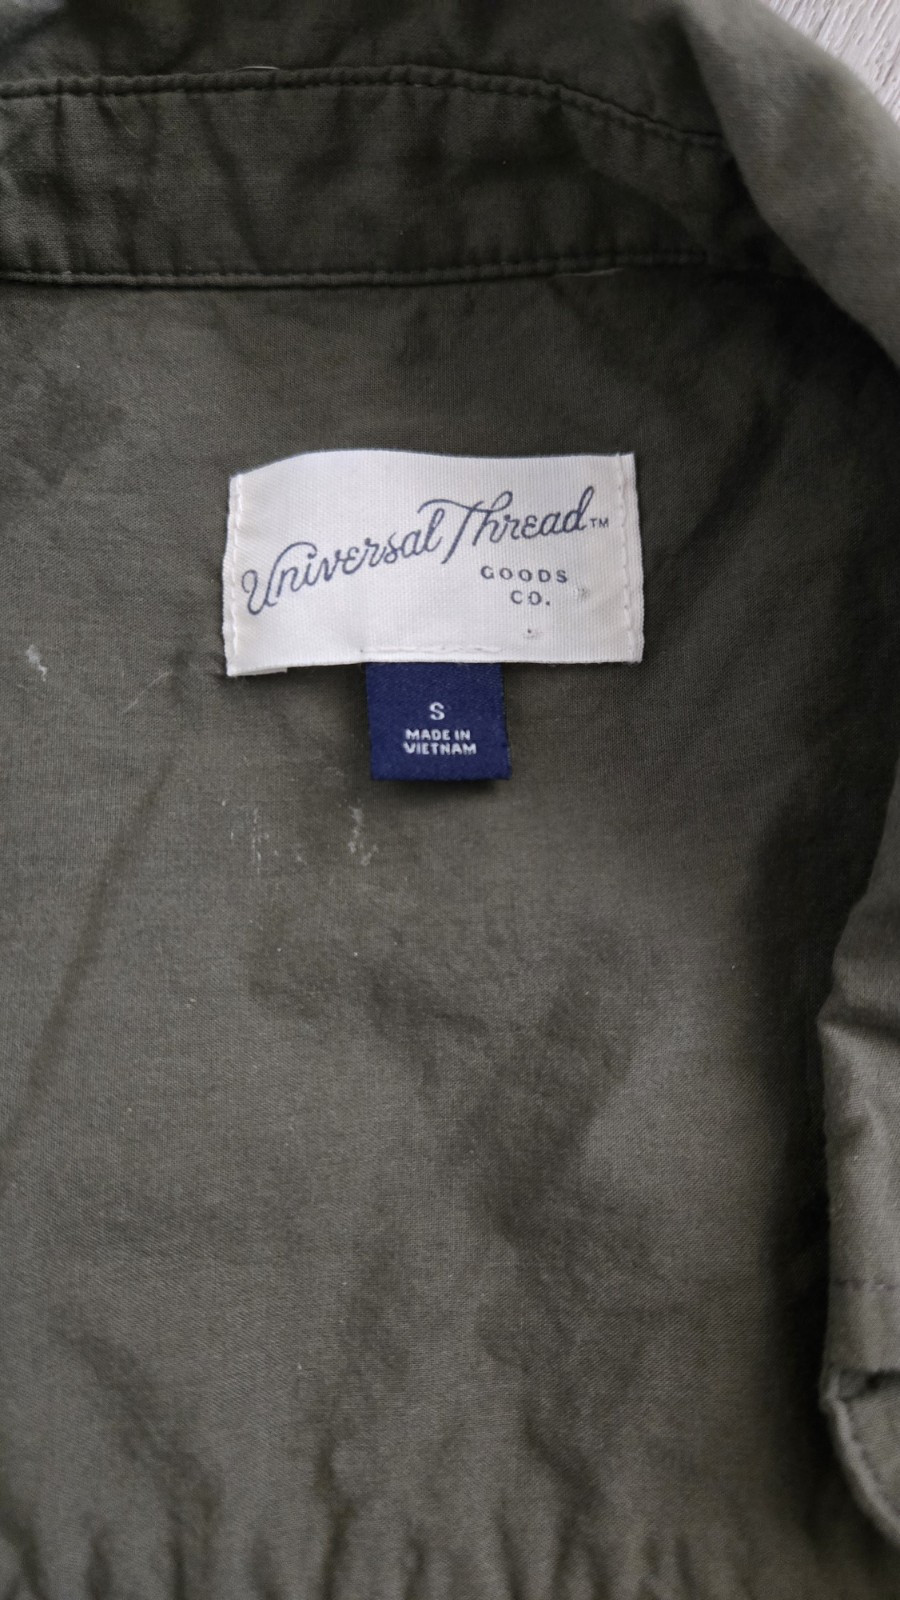 Universal Thread™
GOODS
CO.
S
MADE IN
VIETNAM